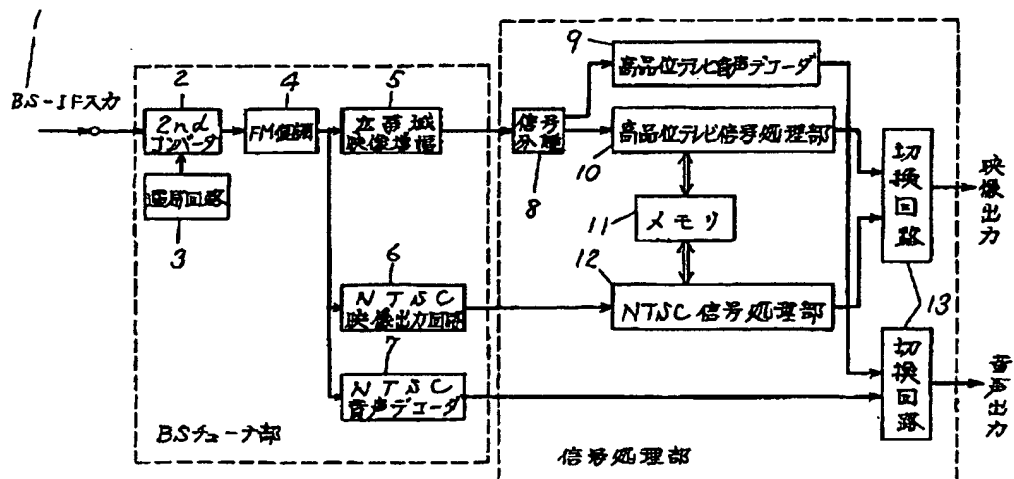 1
BS-IF入力
2
2nd
コンバータ
3
選局回路
4
FM復調
5
広帯域
映像増幅
6
NTSC
映像出力回路
7
NTSC
音声デコーダ
BSチューナ部
8
信号
分離
9
高品位テレビ音声デコーダ
10
高品位テレビ信号処理部
11
メモリ
12
NTSC信号処理部
切換回路
映像出力
13
切換回路
音声出力
信号処理部